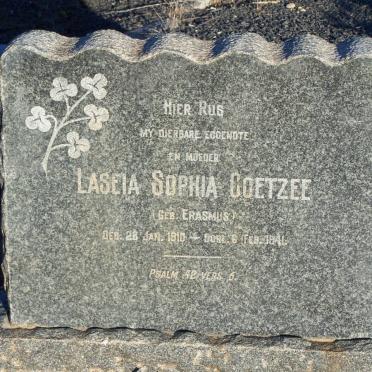 HIER RUS
MY DIERBARE EGGENOTE
EN MOEDER
LASEIA SOPHIA COETZEE
(GEB. ERASMUS)
GEB. 28 JAN. 1910 – OORL. 6 FEB. 1941.
PSALM 42 VERS 6.